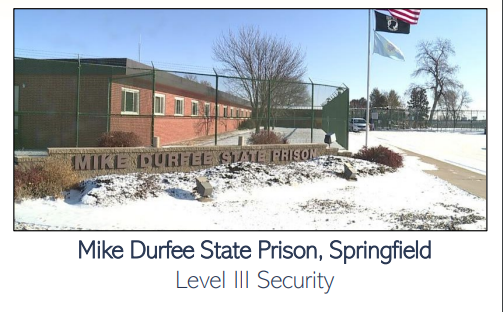 MIKE DURFEE STATE PRISON
Mike Durfee State Prison, Springfield
Level III Security